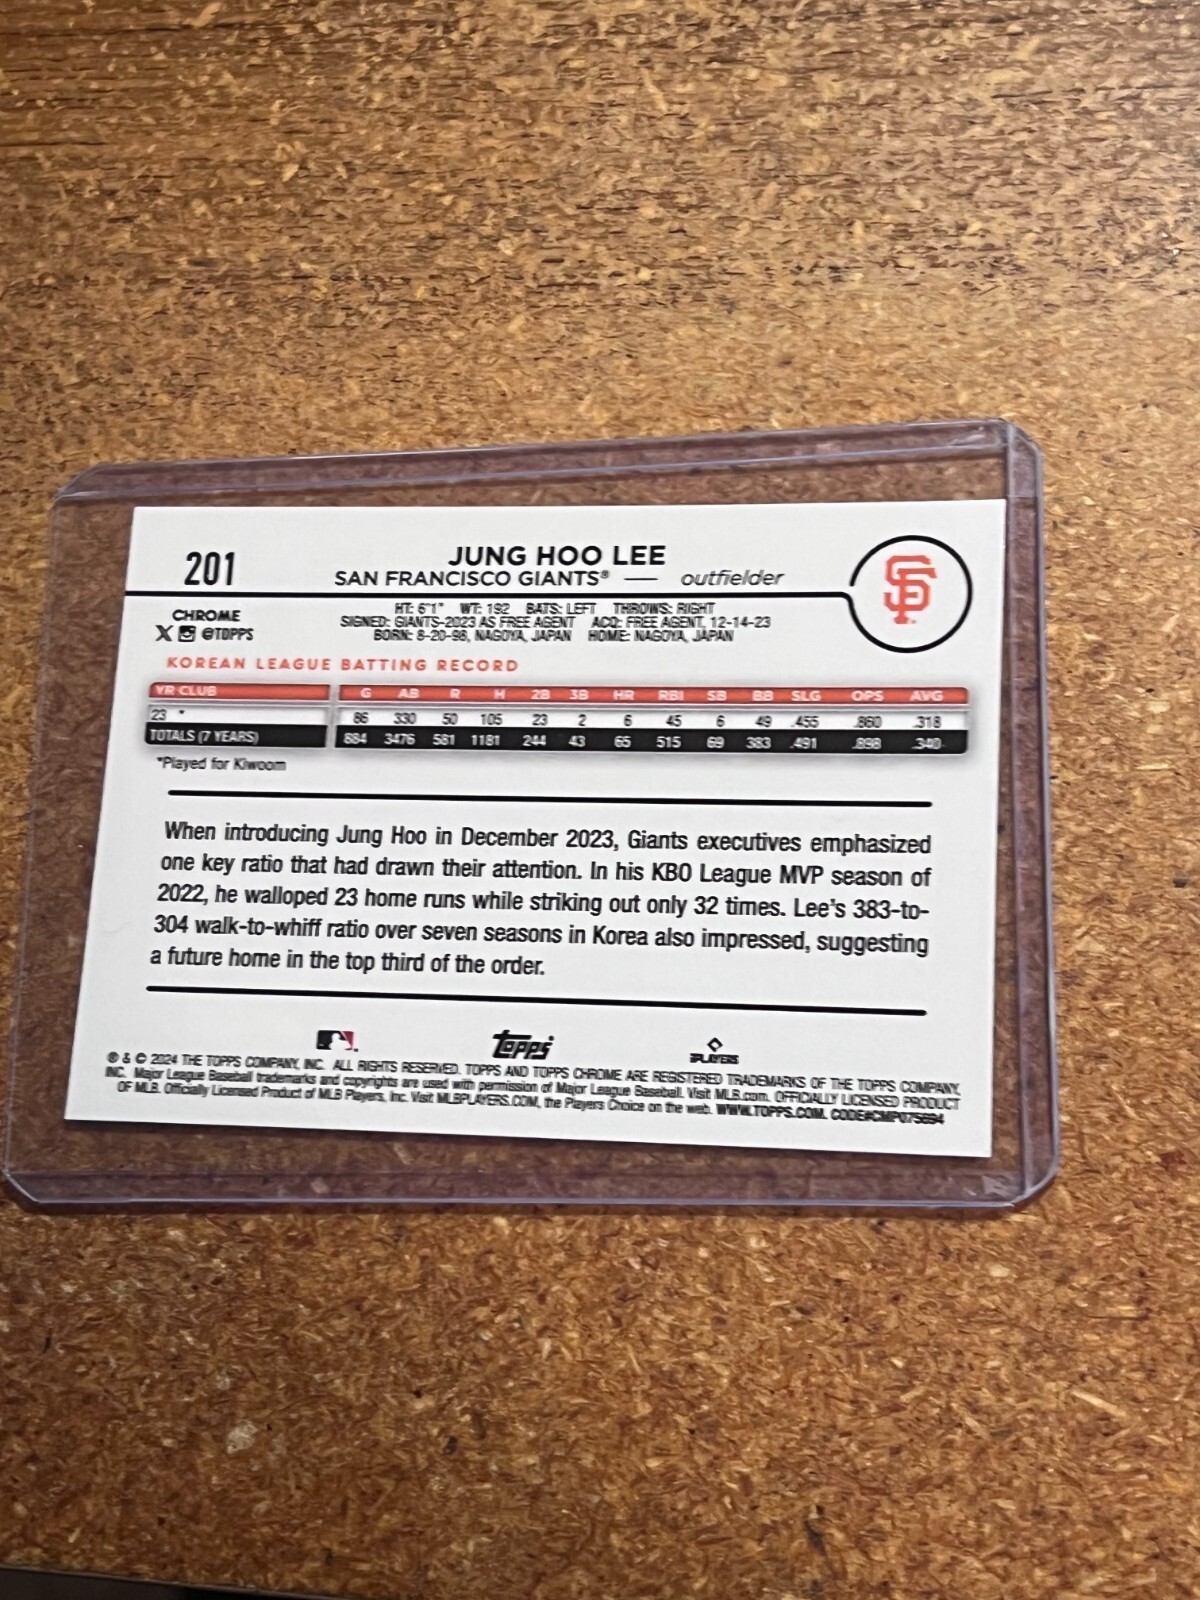 201
JUNG HOO LEE
SAN FRANCISCO GIANTS® — outfielder
SF
CHROME
X @TOPPS
HT: 6'1" WT: 192 BATS: LEFT THROWS: RIGHT
SIGNED: GIANTS-2023 AS FREE AGENT ACQ: FREE AGENT, 12-14-23
BORN: 8-20-98, NAGOYA, JAPAN HOME: NAGOYA, JAPAN
KOREAN LEAGUE BATTING RECORD
YR CLUB G AB R H 2B 3B HR RBI SB BB SLG OPS AVG
23 * 86 330 50 105 23 2 6 45 6 49 .455 .860 .318
TOTALS (7 YEARS) 884 3476 581 1181 244 43 65 515 69 383 .491 .898 .340
*Played for Kiwoom
When introducing Jung Hoo in December 2023, Giants executives emphasized
one key ratio that had drawn their attention. In his KBO League MVP season of
2022, he walloped 23 home runs while striking out only 32 times. Lee's 383-to-
304 walk-to-whiff ratio over seven seasons in Korea also impressed, suggesting
a future home in the top third of the order.
Topps
PLAYERS
® & © 2024 THE TOPPS COMPANY, INC. ALL RIGHTS RESERVED. TOPPS AND TOPPS CHROME ARE REGISTERED TRADEMARKS OF THE TOPPS COMPANY,
INC. Major League Baseball trademarks and copyrights are used with permission of Major League Baseball. Visit MLB.com. OFFICIALLY LICENSED PRODUCT
OF MLB. Officially Licensed Product of MLB Players, Inc. Visit MLBPLAYERS.COM, the Players Choice on the web. WWW.TOPPS.COM. CODE#CMP075694